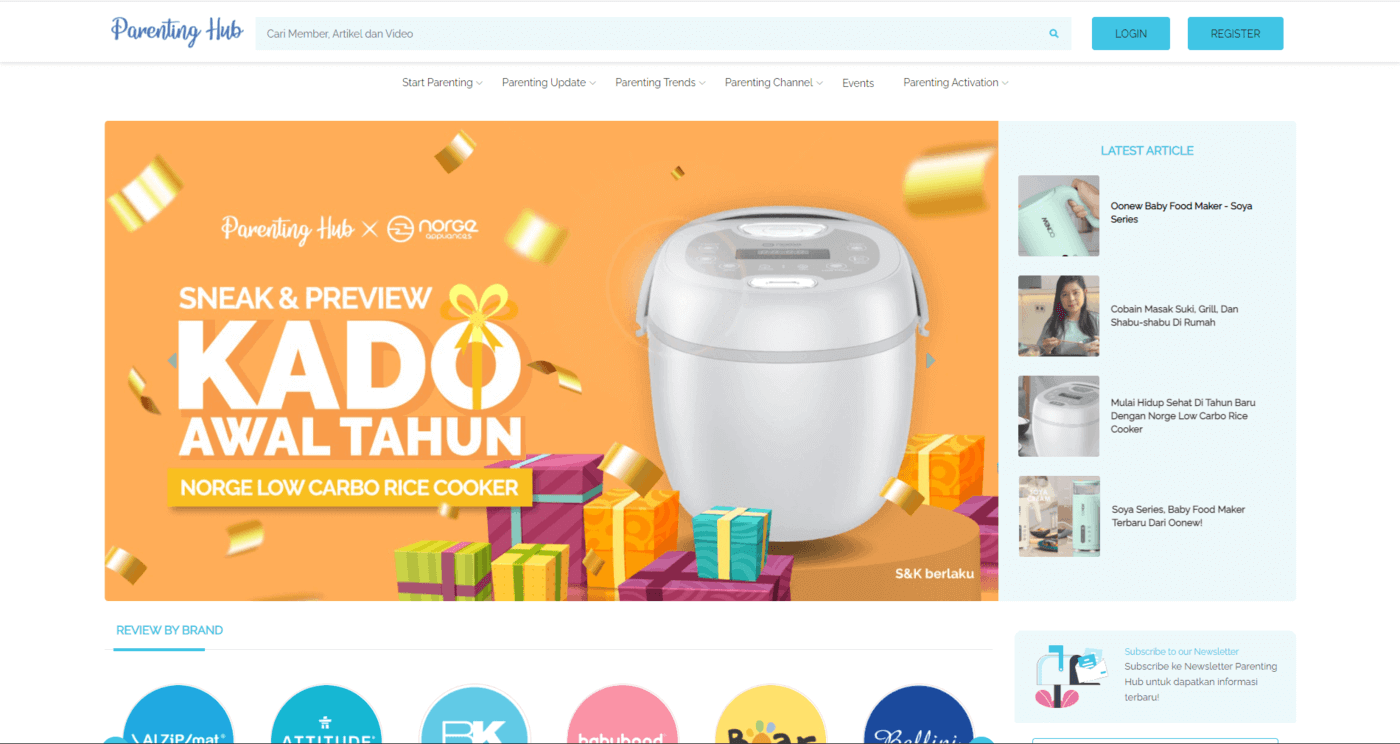 Parenting Hub
Cari Member, Artikel dan Video
LOGIN
REGISTER
Start Parenting
Parenting Update
Parenting Trends
Parenting Channel
Events
Parenting Activation
Parenting Hub × norge
appliances
SNEAK & PREVIEW
KADO
AWAL TAHUN
NORGE LOW CARBO RICE COOKER
S&K berlaku
LATEST ARTICLE
Oonew Baby Food Maker - Soya
Series
Cobain Masak Suki, Grill, Dan
Shabu-shabu Di Rumah
Mulai Hidup Sehat Di Tahun Baru
Dengan Norge Low Carbo Rice
Cooker
Soya Series, Baby Food Maker
Terbaru Dari Oonew!
REVIEW BY BRAND
ALZiPmat
ATTITUDE
BK
babyhood
Bear
Bellini
Subscribe to our Newsletter
Subscribe ke Newsletter Parenting
Hub untuk dapatkan informasi
terbaru!